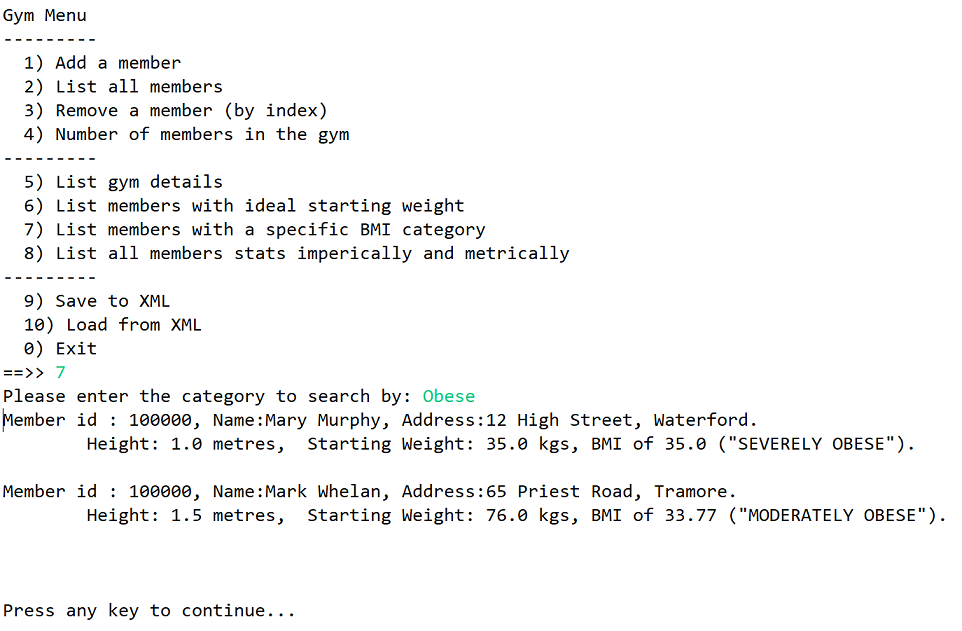 Gym Menu
---------
  1) Add a member
  2) List all members
  3) Remove a member (by index)
  4) Number of members in the gym
---------
  5) List gym details
  6) List members with ideal starting weight
  7) List members with a specific BMI category
  8) List all members stats imperically and metrically
---------
  9) Save to XML
  10) Load from XML
  0) Exit
==>> 7
Please enter the category to search by: Obese
Member id : 100000, Name:Mary Murphy, Address:12 High Street, Waterford.
        Height: 1.0 metres,  Starting Weight: 35.0 kgs, BMI of 35.0 ("SEVERELY OBESE").
Member id : 100000, Name:Mark Whelan, Address:65 Priest Road, Tramore.
        Height: 1.5 metres,  Starting Weight: 76.0 kgs, BMI of 33.77 ("MODERATELY OBESE").
Press any key to continue...